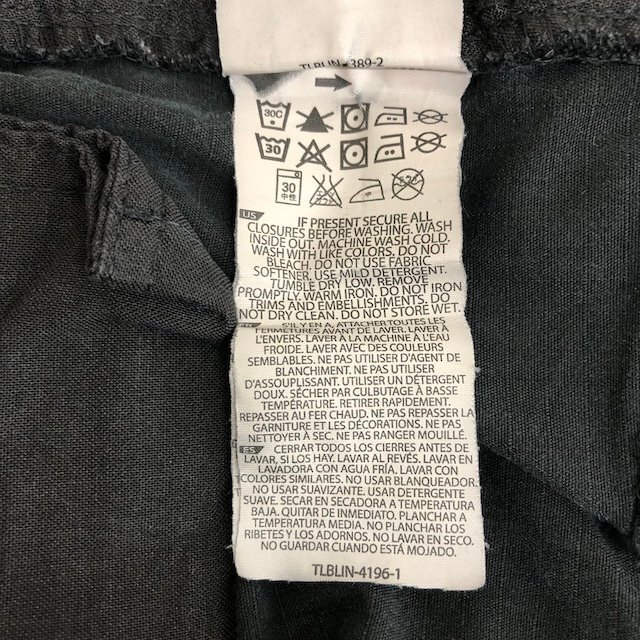 TLBLIN 389-2
30C
30
30
中性
US
IF PRESENT SECURE ALL
CLOSURES BEFORE WASHING. WASH
INSIDE OUT. MACHINE WASH COLD.
WASH WITH LIKE COLORS. DO NOT
BLEACH. DO NOT USE FABRIC
SOFTENER. USE MILD DETERGENT.
TUMBLE DRY LOW. REMOVE
PROMPTLY. WARM IRON. DO NOT IRON
TRIMS AND EMBELLISHMENTS. DO
NOT DRY CLEAN. DO NOT STORE WET.
S'IL Y EN A, ATTACHER TOUTES LES
FERMETURES AVANT DE LAVER. LAVER À
L'ENVERS. LAVER À LA MACHINE À L'EAU
FROIDE. LAVER AVEC DES COULEURS
SEMBLABLES. NE PAS UTILISER D'AGENT DE
BLANCHIMENT. NE PAS UTILISER
D'ASSOUPLISSANT. UTILISER UN DÉTERGENT
DOUX. SÉCHER PAR CULBUTAGE À BASSE
TEMPÉRATURE. RETIRER RAPIDEMENT.
REPASSER AU FER CHAUD. NE PAS REPASSER LA
GARNITURE ET LES DÉCORATIONS. NE PAS
NETTOYER À SEC. NE PAS RANGER MOUILLÉ.
ES
CERRAR TODOS LOS CIERRES ANTES DE
LAVAR, SI LOS HAY. LAVAR AL REVÉS. LAVAR EN
LAVADORA CON AGUA FRÍA. LAVAR CON
COLORES SIMILARES. NO USAR BLANQUEADOR.
NO USAR SUAVIZANTE. USAR DETERGENTE
SUAVE. SECAR EN SECADORA A TEMPERATURA
BAJA. QUITAR DE INMEDIATO. PLANCHAR A
TEMPERATURA MEDIA. NO PLANCHAR LOS
RIBETES Y LOS ADORNOS. NO LAVAR EN SECO.
NO GUARDAR CUANDO ESTÁ MOJADO.
TLBLIN-4196-1